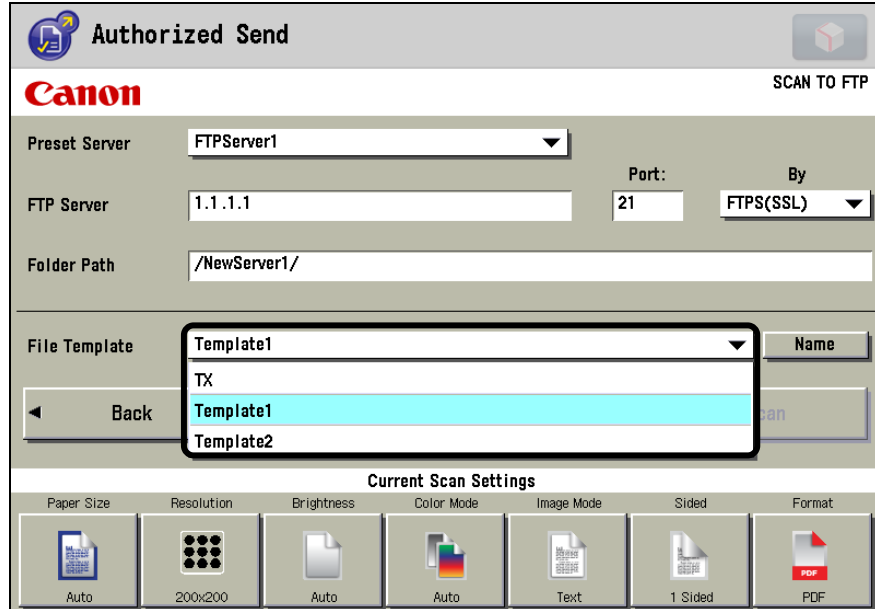 Authorized Send
Canon
SCAN TO FTP
Preset Server
FTPServer1
Port:
By
FTP Server
1.1.1.1
21
FTPS(SSL)
Folder Path
/NewServer1/
File Template
Template1
Name
TX
Template1
Template2
Back
Current Scan Settings
Paper Size
Resolution
Brightness
Color Mode
Image Mode
Sided
Format
PDF
Auto
200x200
Auto
Auto
Text
1 Sided
PDF